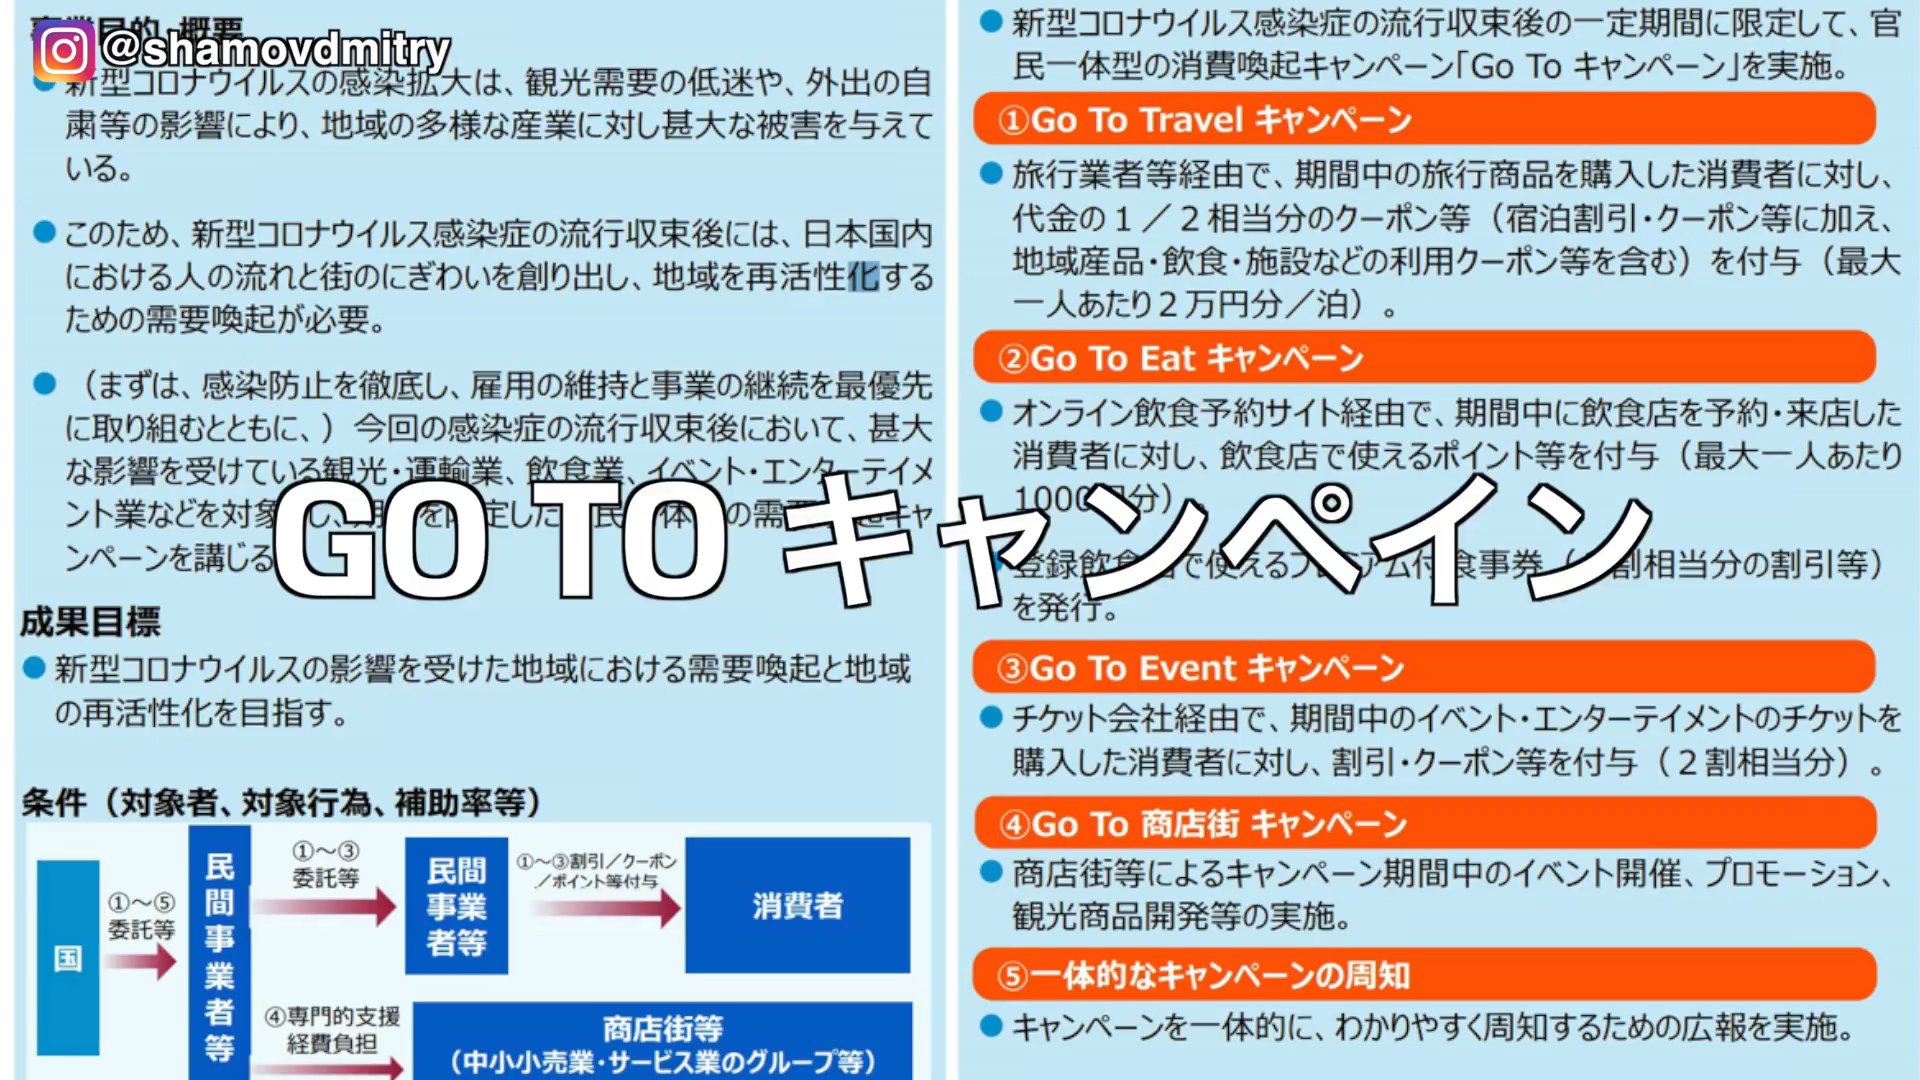 @shamovdmitry
新型コロナウイルスの感染拡大は、観光需要の低迷や、外出の自
粛等の影響により、地域の多様な産業に対し甚大な被害を与えて
いる。
このため、新型コロナウイルス感染症の流行収束後には、日本国内
における人の流れと街のにぎわいを創り出し、地域を再活性化する
ための需要喚起が必要。
（まずは、感染防止を徹底し、雇用の維持と事業の継続を最優先
に取り組むとともに、）今回の感染症の流行収束後において、甚大
な影響を受けている観光・運輸業、飲食業、イベント・エンターテイメ
ント業などを対象
ンペーンを講じる
成果目標
新型コロナウイルスの影響を受けた地域における需要喚起と地域
の再活性化を目指す。
条件（対象者、対象行為、補助率等）
国
①～⑤
委託等
民間事業者等
①～③
委託等
民間
事業
者等
①～③割引／クーポン
／ポイント等付与
消費者
④専門的支援
経費負担
商店街等
（中小小売業・サービス業のグループ等）
GO TO キャンペイン
新型コロナウイルス感染症の流行収束後の一定期間に限定して、官
民一体型の消費喚起キャンペーン「Go To キャンペーン」を実施。
①Go To Travel キャンペーン
旅行業者等経由で、期間中の旅行商品を購入した消費者に対し、
代金の１／２相当分のクーポン等（宿泊割引・クーポン等に加え、
地域産品・飲食・施設などの利用クーポン等を含む）を付与（最大
一人あたり２万円分／泊）。
②Go To Eat キャンペーン
オンライン飲食予約サイト経由で、期間中に飲食店を予約・来店した
消費者に対し、飲食店で使えるポイント等を付与（最大一人あたり
1000円分）。
登録飲食店で使えるプレミアム付食事券（２割相当分の割引等）
を発行。
③Go To Event キャンペーン
チケット会社経由で、期間中のイベント・エンターテイメントのチケットを
購入した消費者に対し、割引・クーポン等を付与（２割相当分）。
④Go To 商店街 キャンペーン
商店街等によるキャンペーン期間中のイベント開催、プロモーション、
観光商品開発等の実施。
⑤一体的なキャンペーンの周知
キャンペーンを一体的に、わかりやすく周知するための広報を実施。